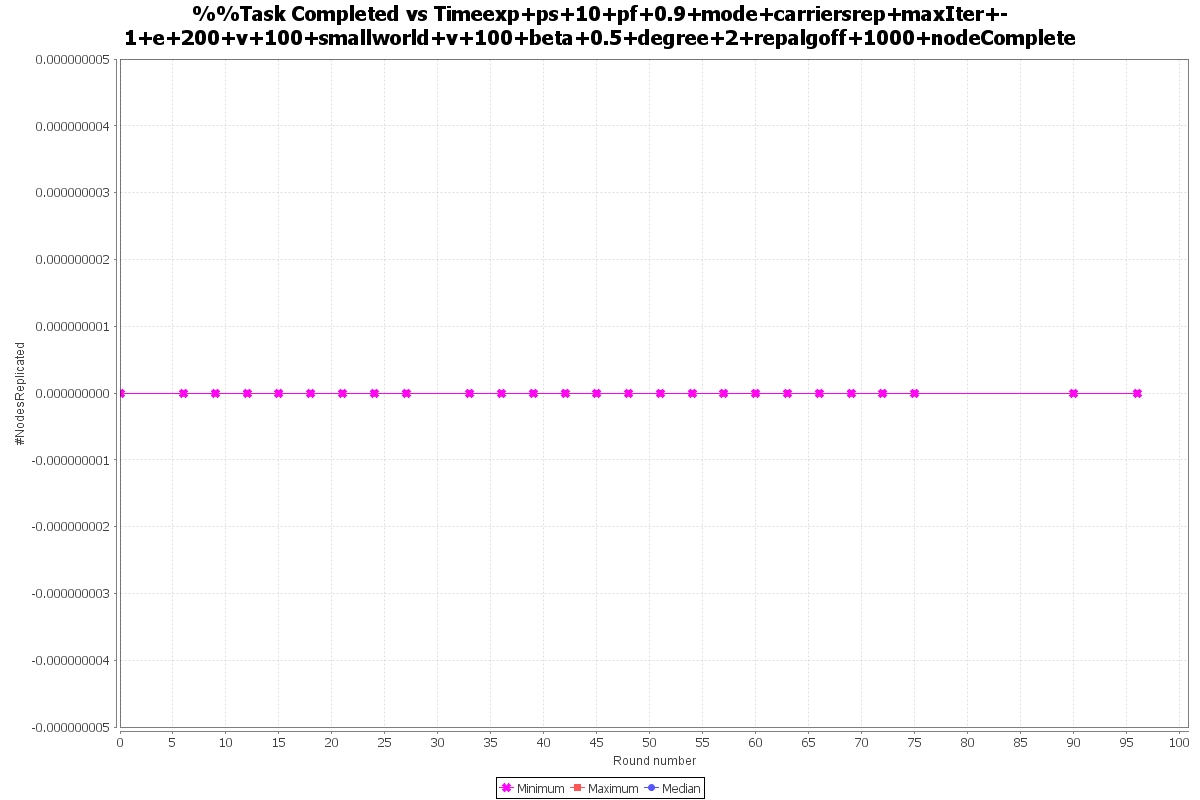 %%Task Completed vs Timeexp+ps+10+pf+0.9+mode+carriersrep+maxIter+-
1+e+200+v+100+smallworld+v+100+beta+0.5+degree+2+repalgoff+1000+nodeComplete
0.000000005
0.000000004
0.000000003
0.000000002
0.000000001
0.000000000
-0.000000001
-0.000000002
-0.000000003
-0.000000004
-0.000000005
#NodesReplicated
0 5 10 15 20 25 30 35 40 45 50 55 60 65 70 75 80 85 90 95 100
Round number
Minimum Maximum Median